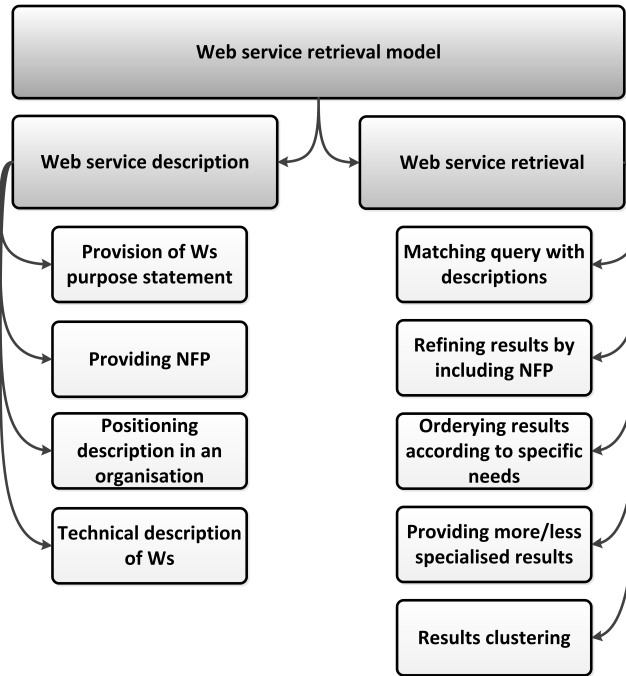 Web service retrieval model
Web service description
Web service retrieval
Provision of Ws
purpose statement
Providing NFP
Positioning
description in an
organisation
Technical description
of Ws
Matching query with
descriptions
Refining results by
including NFP
Orderying results
according to specific
needs
Providing more/less
specialised results
Results clustering